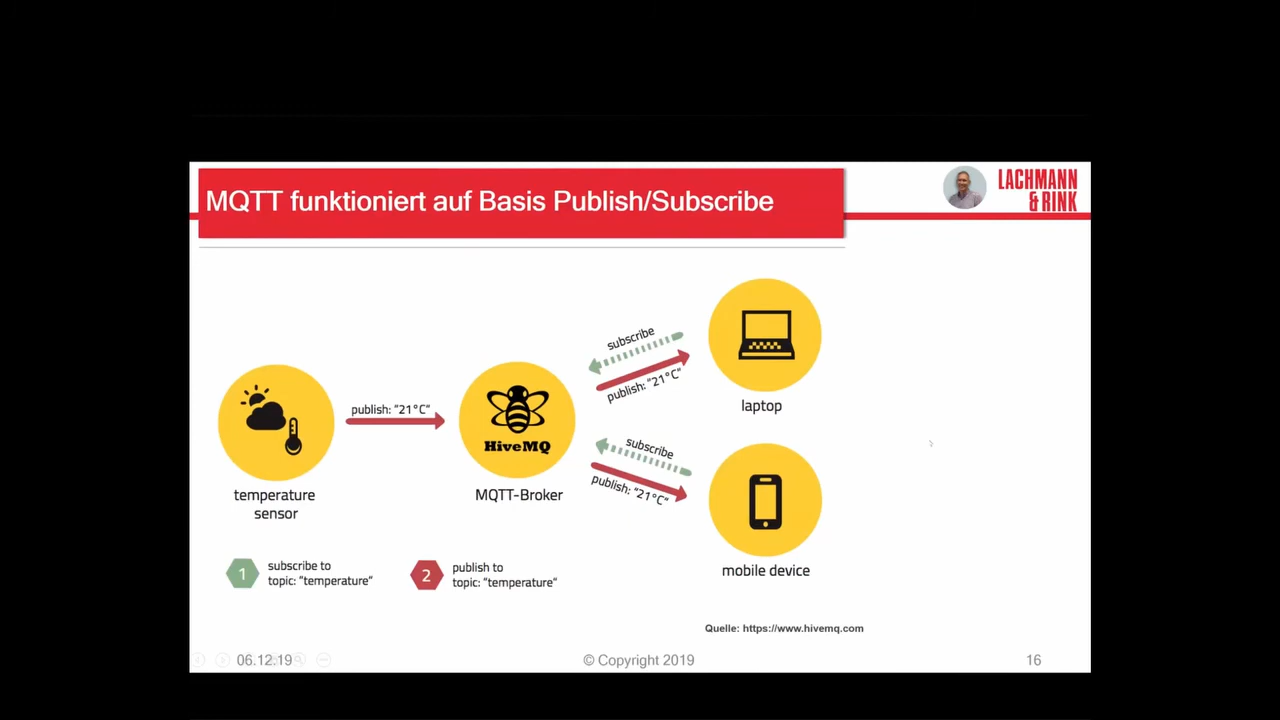 MQTT funktioniert auf Basis Publish/Subscribe
LACHMANN
& RINK
subscribe
publish: “21°C”
laptop
publish: “21°C”
HiveMQ
MQTT-Broker
temperature
sensor
subscribe
publish: “21°C”
mobile device
1
subscribe to
topic: “temperature”
2
publish to
topic: “temperature”
Quelle: https://www.hivemq.com
06.12.19
© Copyright 2019
16